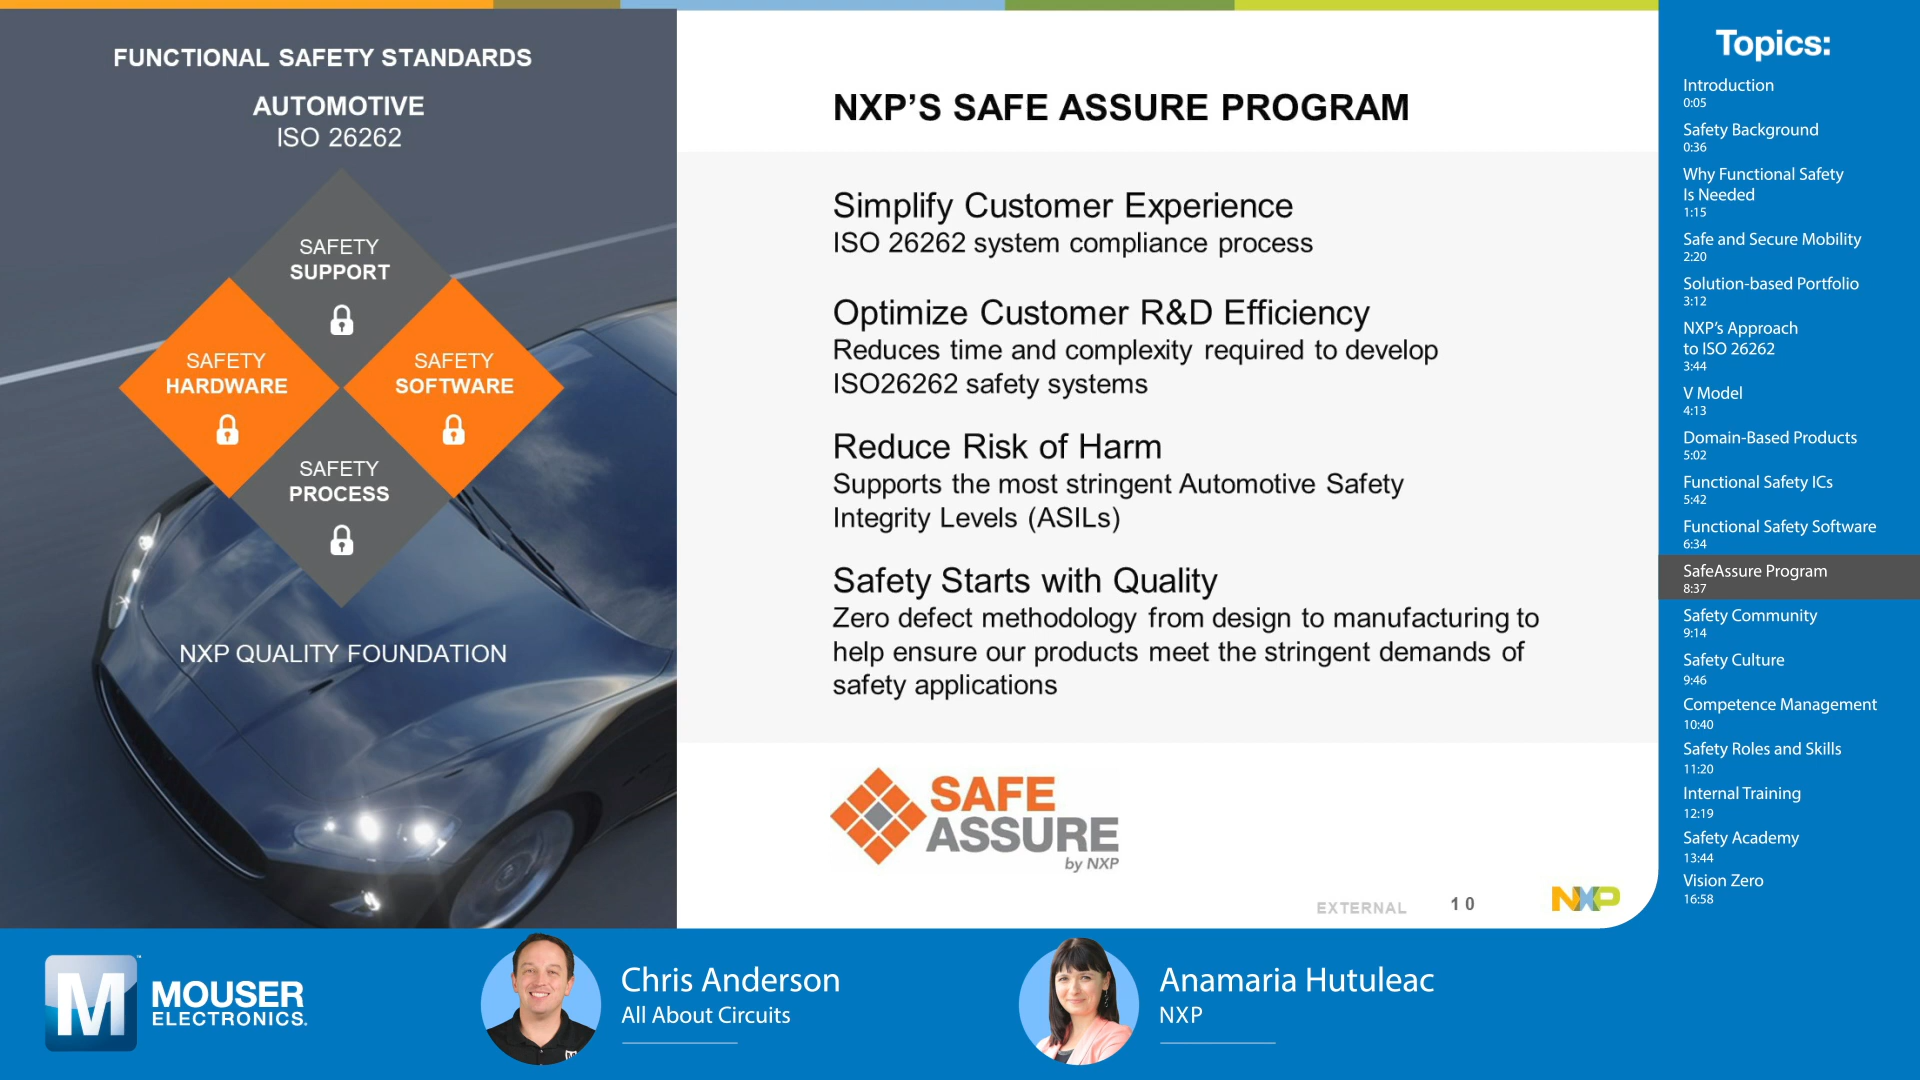 FUNCTIONAL SAFETY STANDARDS
AUTOMOTIVE
ISO 26262
SAFETY
SUPPORT
SAFETY
HARDWARE
SAFETY
SOFTWARE
SAFETY
PROCESS
NXP QUALITY FOUNDATION
NXP'S SAFE ASSURE PROGRAM
Simplify Customer Experience
ISO 26262 system compliance process
Optimize Customer R&D Efficiency
Reduces time and complexity required to develop
ISO26262 safety systems
Reduce Risk of Harm
Supports the most stringent Automotive Safety
Integrity Levels (ASILs)
Safety Starts with Quality
Zero defect methodology from design to manufacturing to
help ensure our products meet the stringent demands of
safety applications
SAFE
ASSURE
by NXP
EXTERNAL
10
NXP
Topics:
Introduction
0:05
Safety Background
0:36
Why Functional Safety
Is Needed
1:15
Safe and Secure Mobility
2:20
Solution-based Portfolio
3:12
NXP's Approach
to ISO 26262
3:44
V Model
4:13
Domain-Based Products
5:02
Functional Safety ICs
5:42
Functional Safety Software
6:34
SafeAssure Program
8:37
Safety Community
9:14
Safety Culture
9:46
Competence Management
10:40
Safety Roles and Skills
11:20
Internal Training
12:19
Safety Academy
13:44
Vision Zero
16:58
M
MOUSER
ELECTRONICS.
Chris Anderson
All About Circuits
Anamaria Hutuleac
NXP